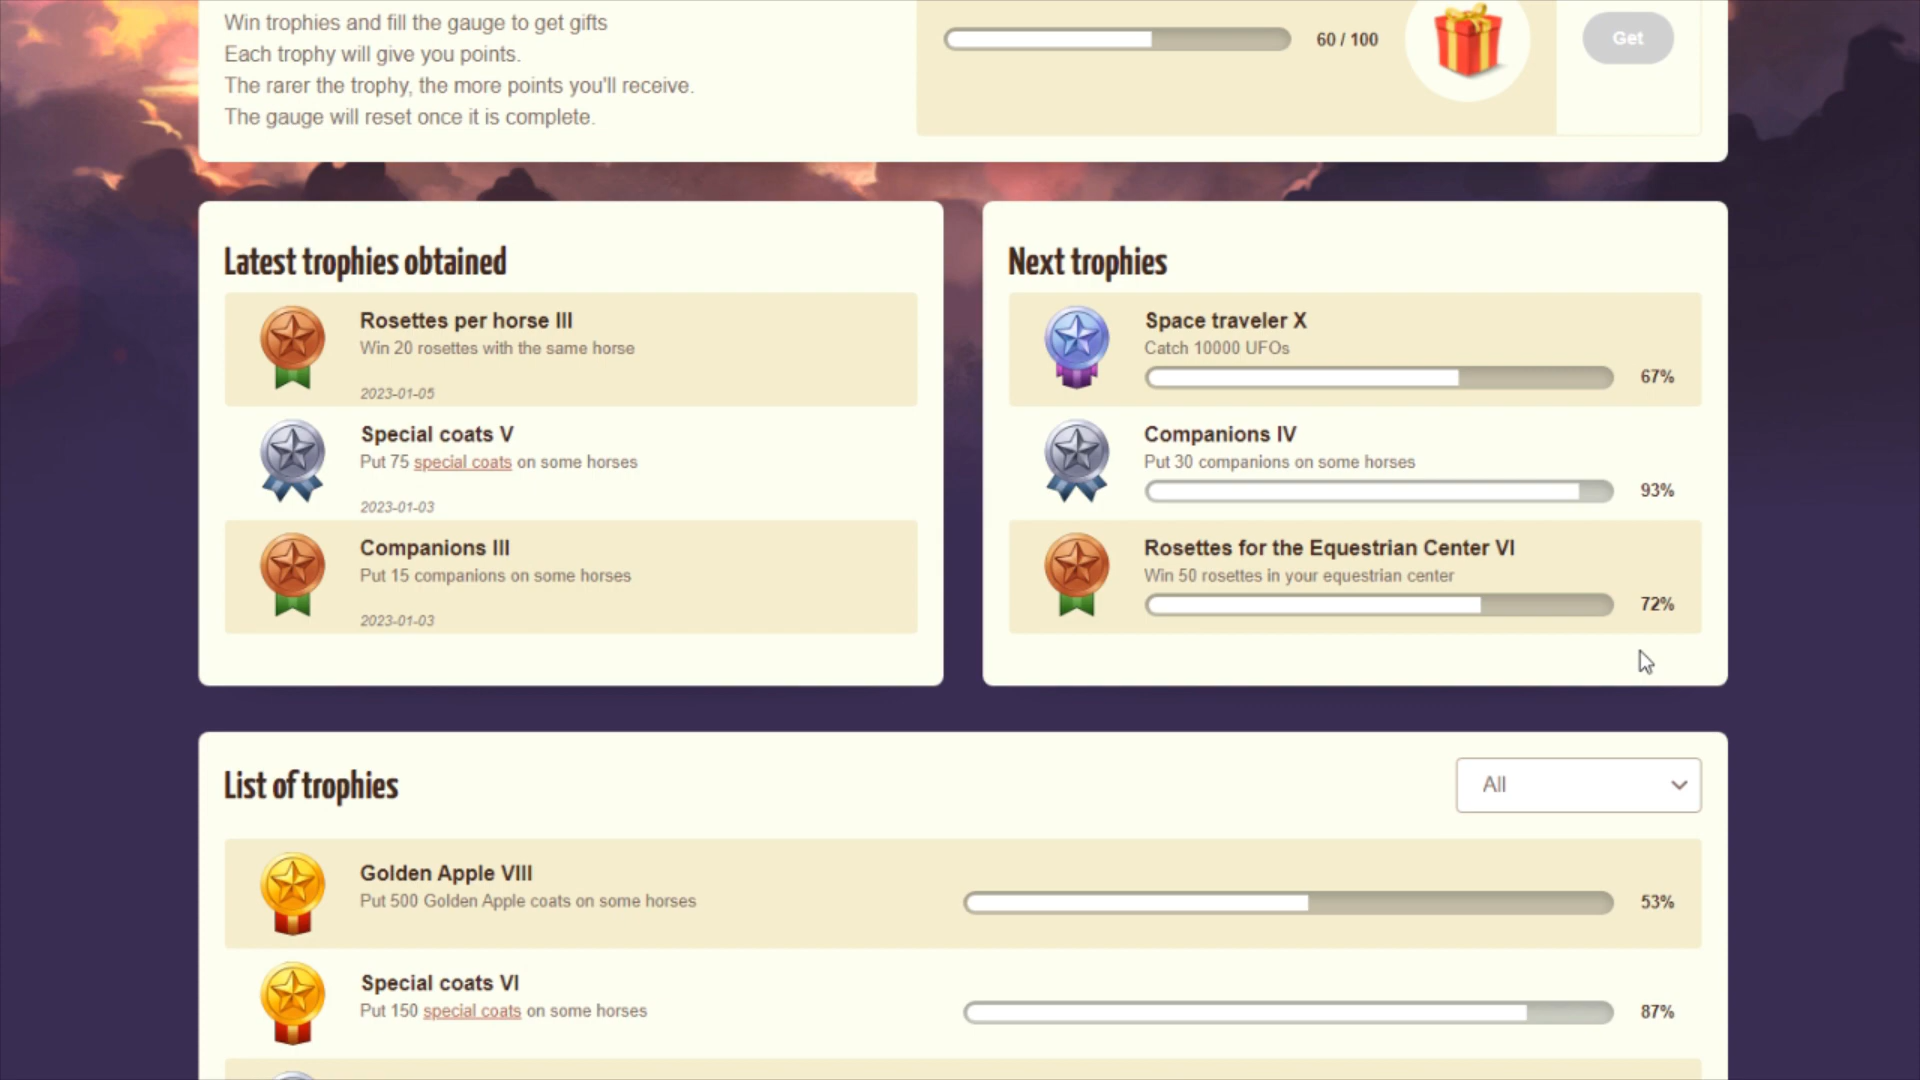 Win trophies and fill the gauge to get gifts
Each trophy will give you points.
The rarer the trophy, the more points you'll receive.
The gauge will reset once it is complete.
60 / 100
Get
Latest trophies obtained
Rosettes per horse III
Win 20 rosettes with the same horse
2023-01-05
Special coats V
Put 75 special coats on some horses
2023-01-03
Companions III
Put 15 companions on some horses
2023-01-03
Next trophies
Space traveler X
Catch 10000 UFOs
67%
Companions IV
Put 30 companions on some horses
93%
Rosettes for the Equestrian Center VI
Win 50 rosettes in your equestrian center
72%
List of trophies
All
Golden Apple VIII
Put 500 Golden Apple coats on some horses
53%
Special coats VI
Put 150 special coats on some horses
87%